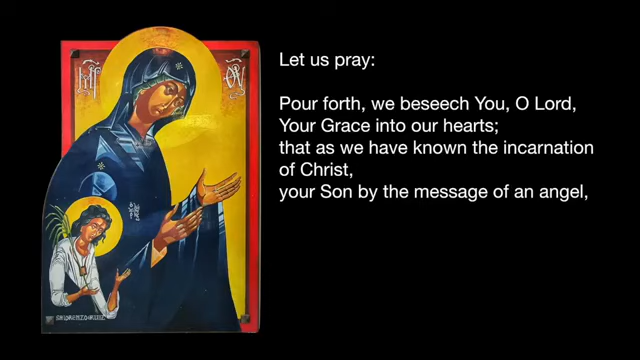 Let us pray:
Pour forth, we beseech You, O Lord,
Your Grace into our hearts;
that as we have known the incarnation
of Christ,
your Son by the message of an angel,